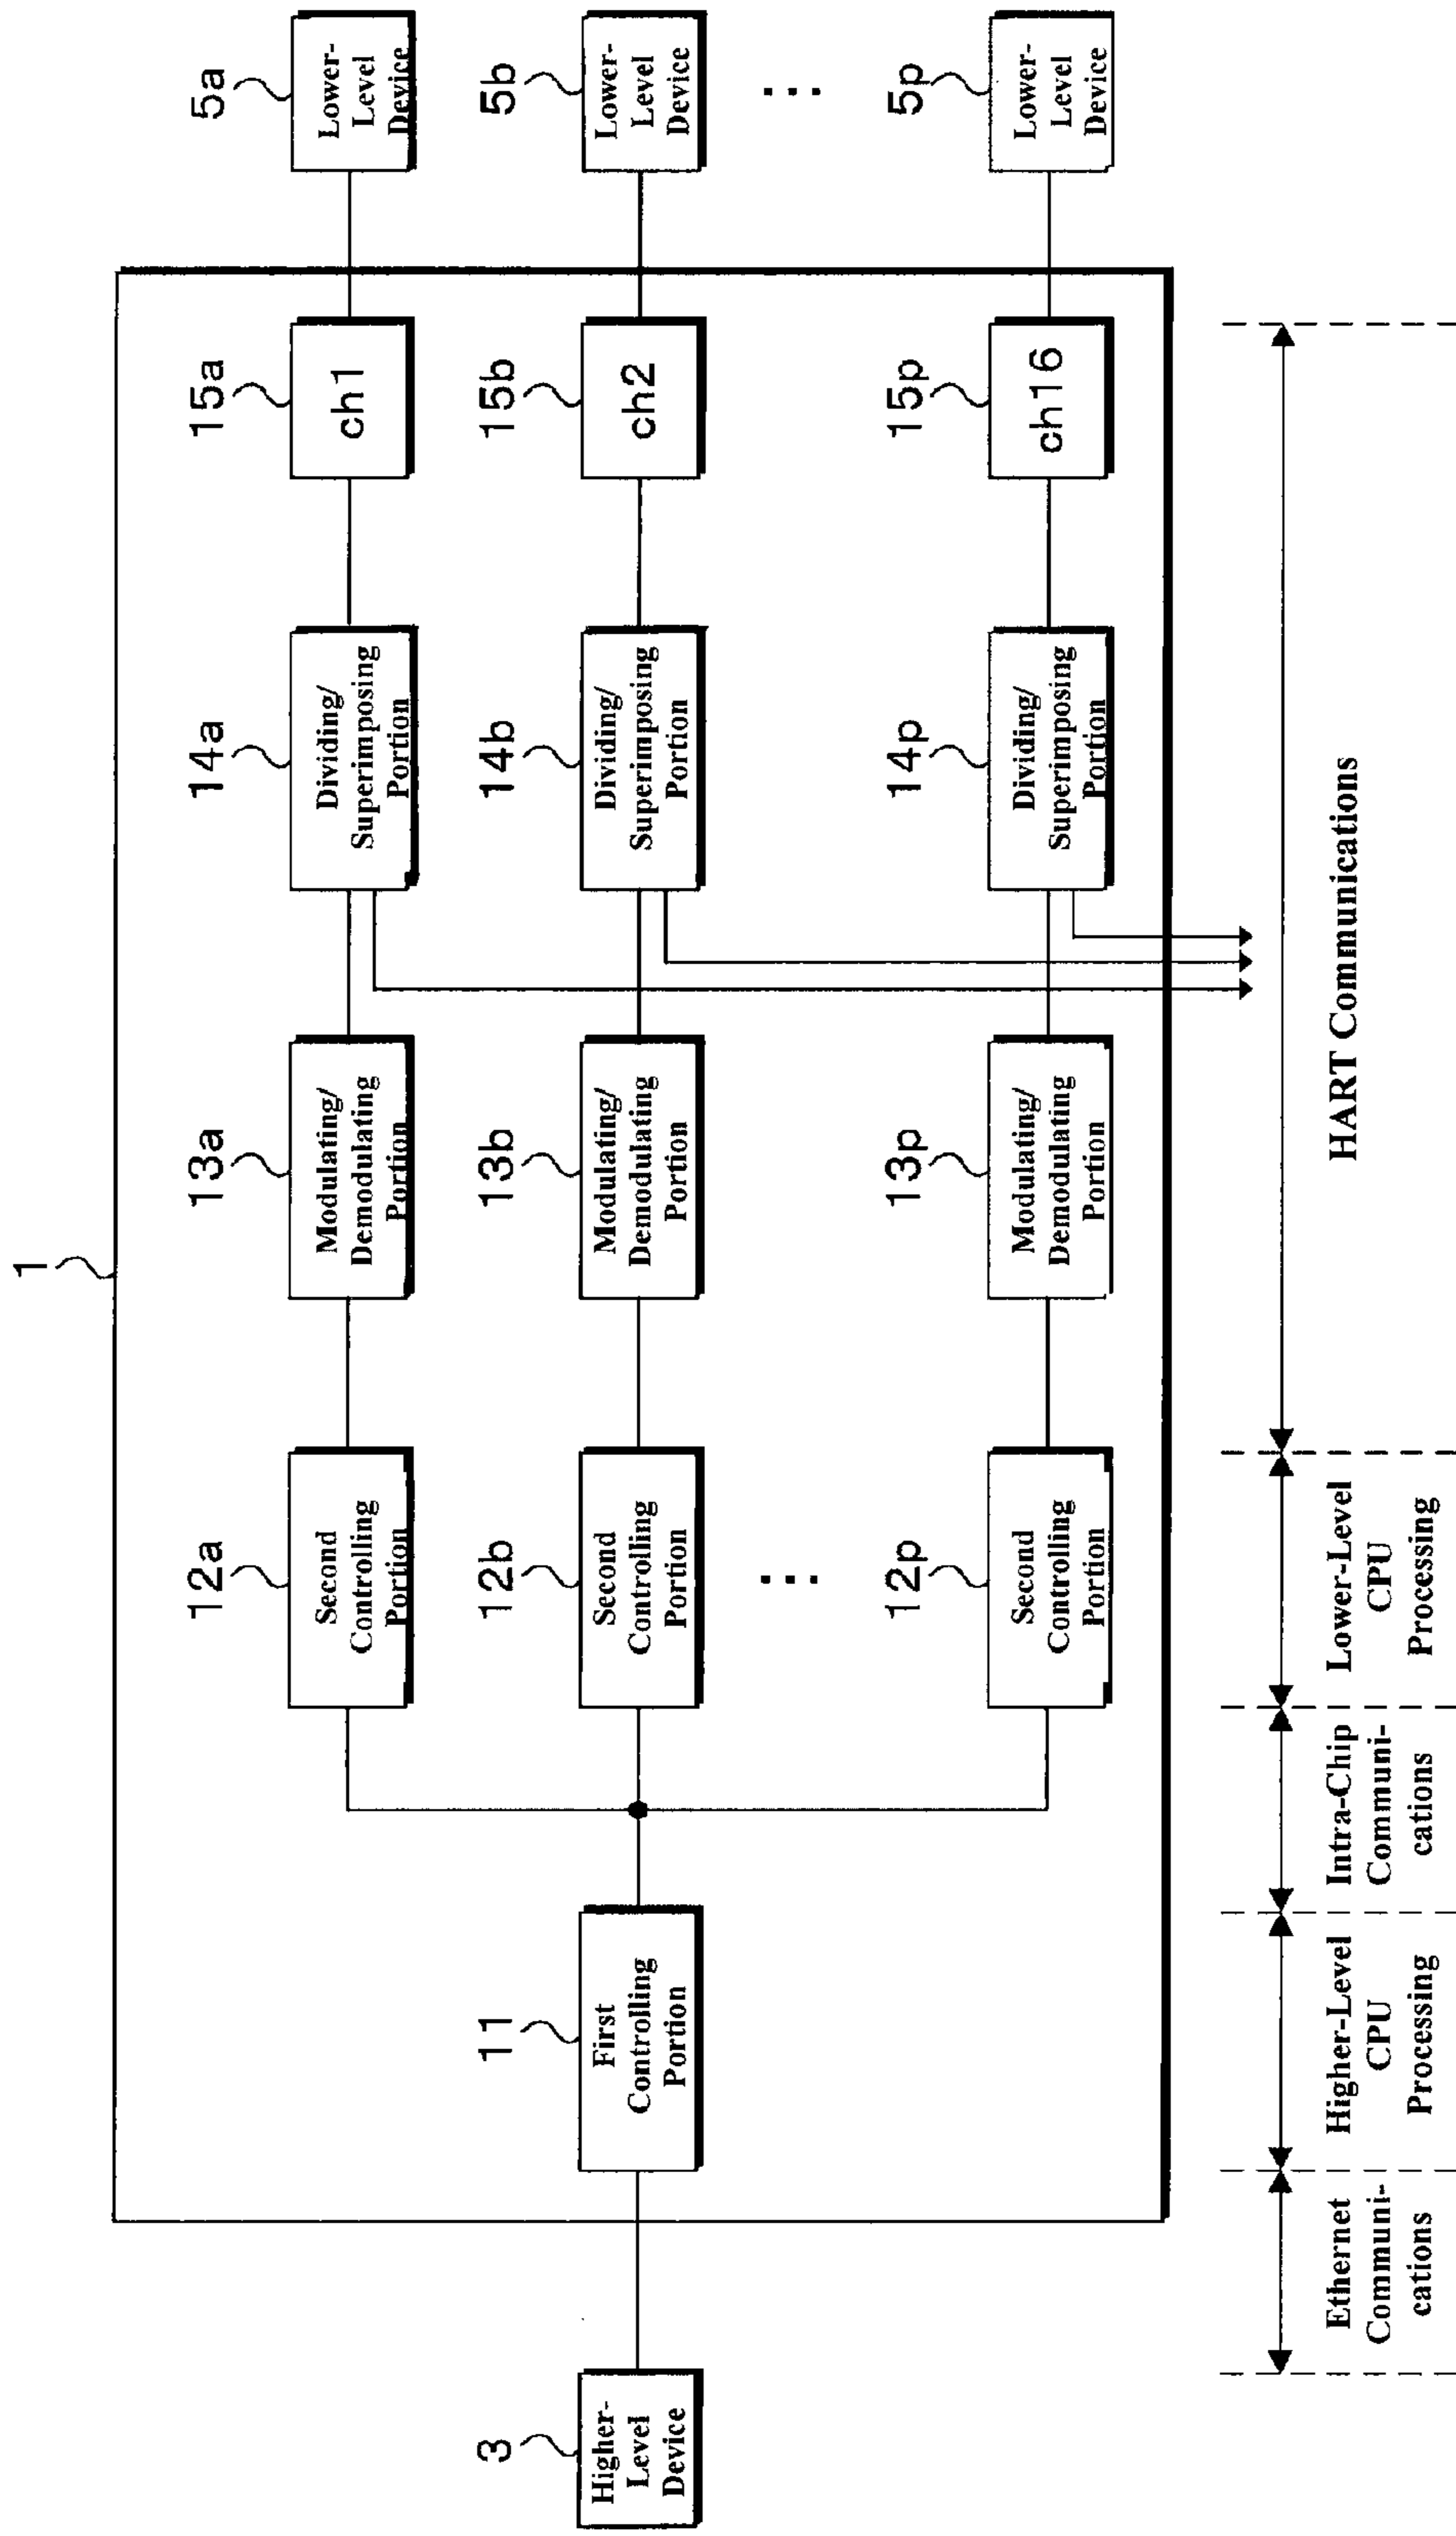 1
3
Higher-
Level
Device
11
First
Controlling
Portion
12a
Second
Controlling
Portion
13a
Modulating/
Demodulating
Portion
14a
Dividing/
Superimposing
Portion
15a
ch1
5a
Lower-
Level
Device
12b
Second
Controlling
Portion
13b
Modulating/
Demodulating
Portion
14b
Dividing/
Superimposing
Portion
15b
ch2
5b
Lower-
Level
Device
...
...
12p
Second
Controlling
Portion
13p
Modulating/
Demodulating
Portion
14p
Dividing/
Superimposing
Portion
15p
ch16
5p
Lower-
Level
Device
Ethernet
Communi-
cations
Higher-Level
CPU
Processing
Intra-Chip
Communi-
cations
Lower-Level
CPU
Processing
HART Communications